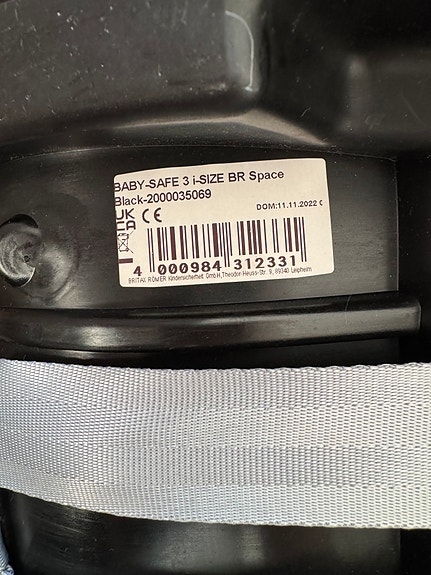 BABY-SAFE 3 i-SIZE BR Space
Black-2000035069
DOM:11.11.2022 C
UK
CA
CE
4 000984 312331
BRITAX RÖMER Kindersicherheit GmbH,Theodor-Heuss-Str. 9, 89340 Leipheim